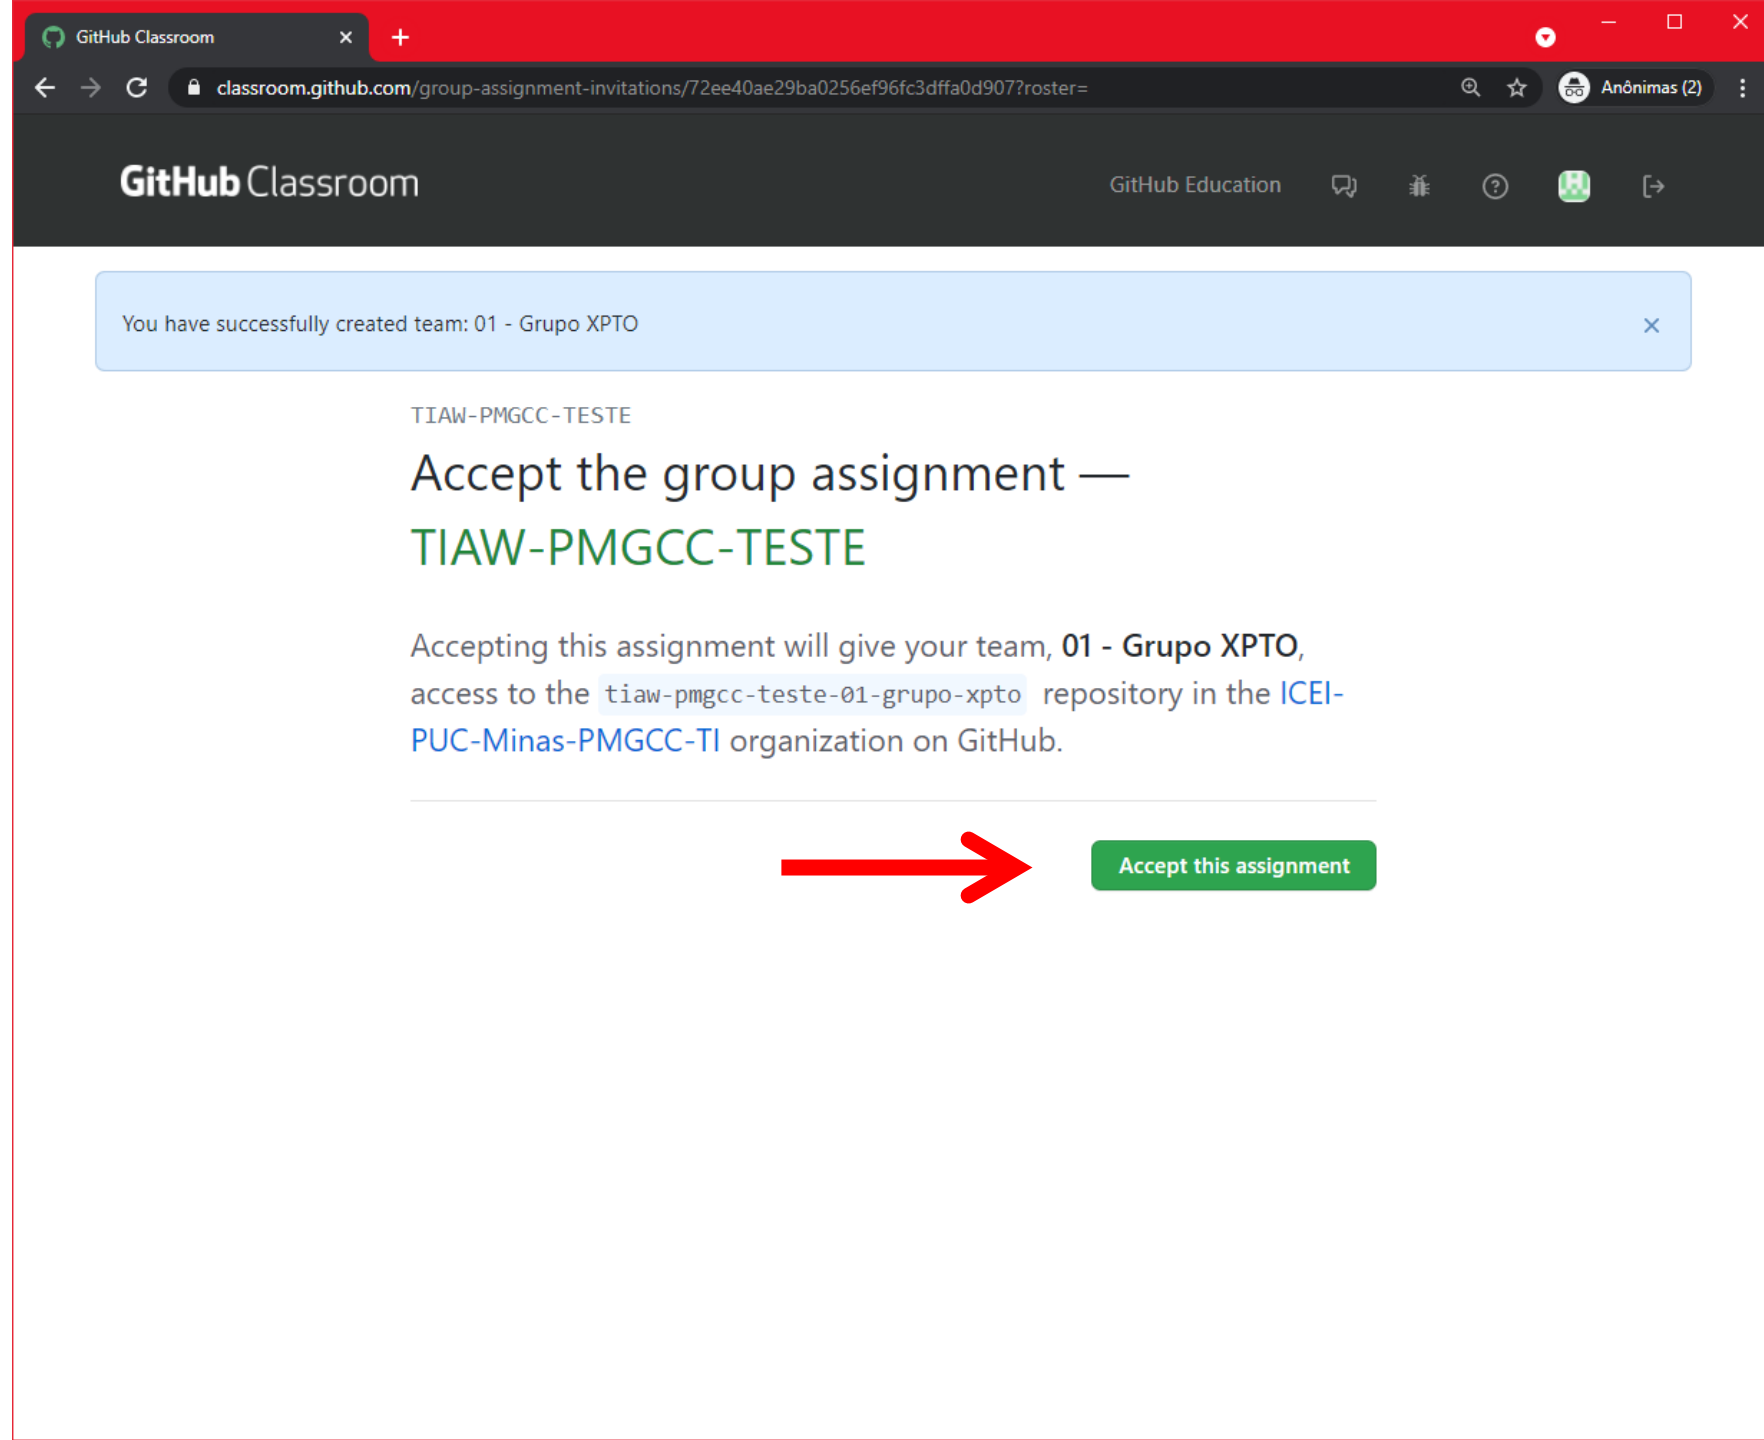 GitHub Classroom
classroom.github.com/group-assignment-invitations/72ee40ae29ba0256ef96fc3dffa0d907?roster=
Anônimas (2)
GitHub Classroom
GitHub Education
You have successfully created team: 01 - Grupo XPTO
TIAW-PMGCC-TESTE
Accept the group assignment —
TIAW-PMGCC-TESTE
Accepting this assignment will give your team, 01 - Grupo XPTO,
access to the tiaw-pmgcc-teste-01-grupo-xpto repository in the ICEI-
PUC-Minas-PMGCC-TI organization on GitHub.
Accept this assignment